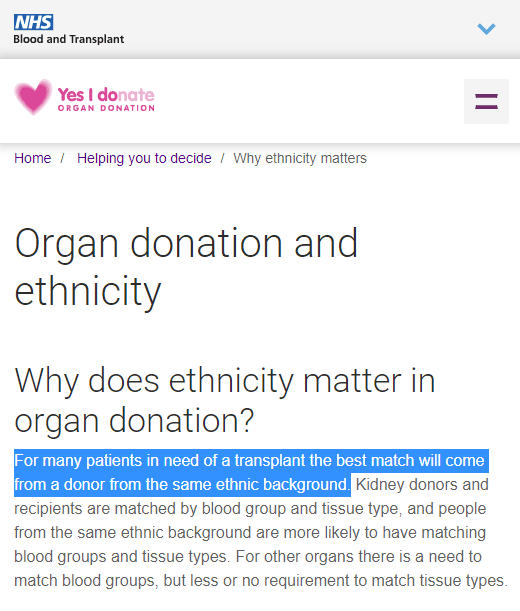 NHS
Blood and Transplant
Yes I donate
ORGAN DONATION
Home / Helping you to decide / Why ethnicity matters
Organ donation and
ethnicity
Why does ethnicity matter in
organ donation?
For many patients in need of a transplant the best match will come
from a donor from the same ethnic background. Kidney donors and
recipients are matched by blood group and tissue type, and people
from the same ethnic background are more likely to have matching
blood groups and tissue types. For other organs there is a need to
match blood groups, but less or no requirement to match tissue types.